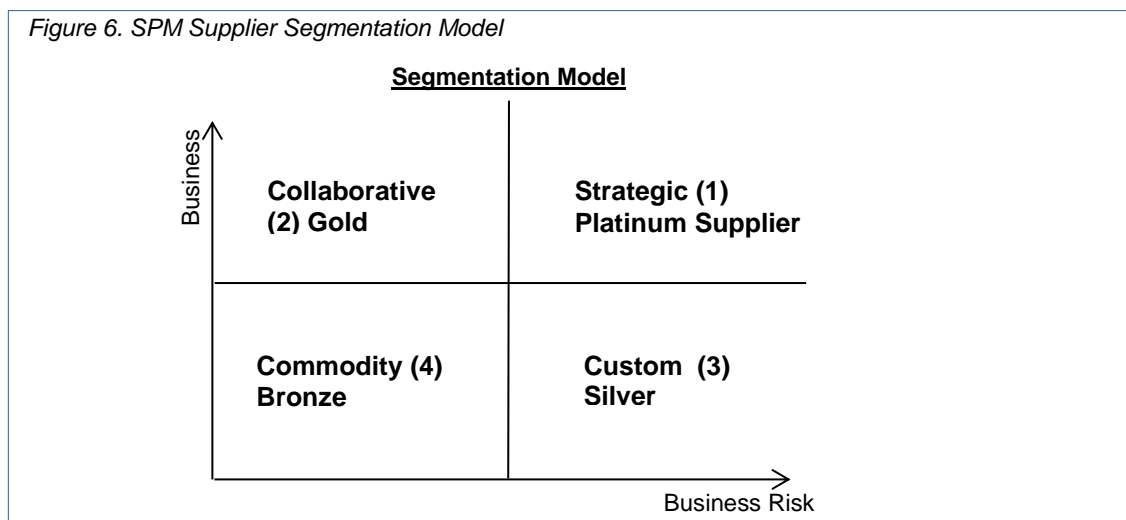 Figure 6. SPM Supplier Segmentation Model
Segmentation Model
Business
Collaborative
(2) Gold
Strategic (1)
Platinum Supplier
Commodity (4)
Bronze
Custom (3)
Silver
Business Risk